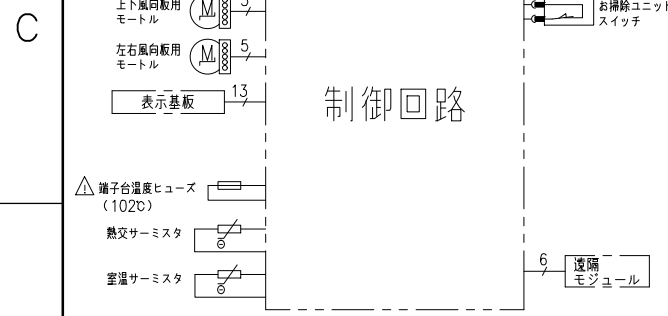 C
上下風向板用
モートル
M
5
お掃除ユニット
スイッチ
左右風向板用
モートル
M
5
表示基板
13
制御回路
端子台温度ヒューズ
(102℃)
熱交サーミスタ
室温サーミスタ
6
遠隔
モジュール